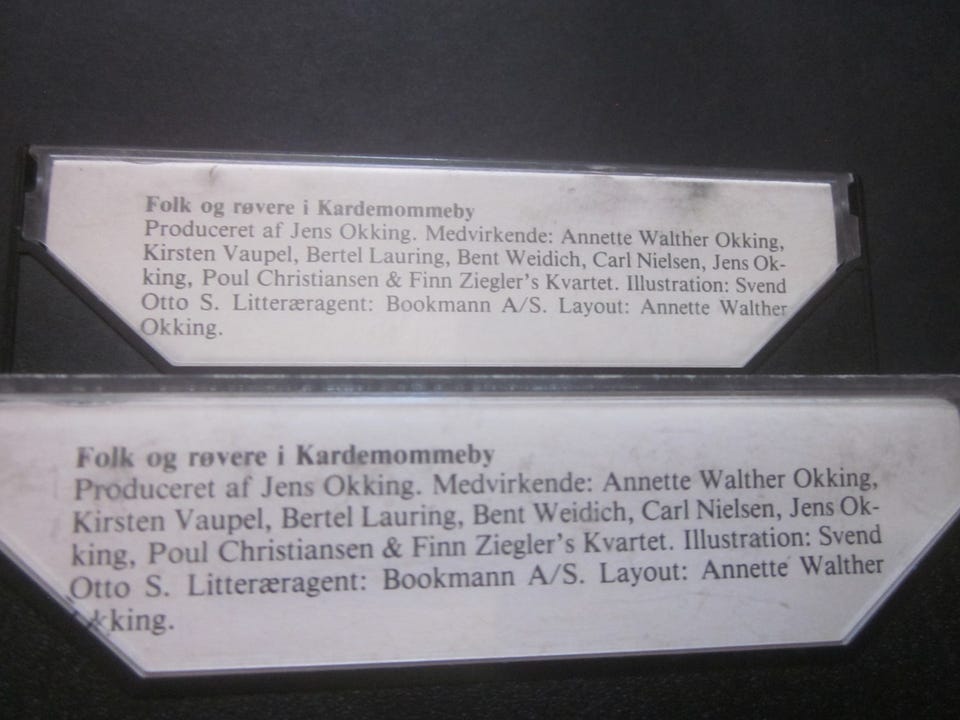 Folk og røvere i Kardemommeby
Produceret af Jens Okking. Medvirkende: Annette Walther Okking,
Kirsten Vaupel, Bertel Lauring, Bent Weidich, Carl Nielsen, Jens Ok-
king, Poul Christiansen & Finn Ziegler's Kvartet. Illustration: Svend
Otto S. Litteræragent: Bookmann A/S. Layout: Annette Walther
Okking.
Folk og røvere i Kardemommeby
Produceret af Jens Okking. Medvirkende: Annette Walther Okking,
Kirsten Vaupel, Bertel Lauring, Bent Weidich, Carl Nielsen, Jens Ok-
king, Poul Christiansen & Finn Ziegler's Kvartet. Illustration: Svend
Otto S. Litteræragent: Bookmann A/S. Layout: Annette Walther
Okking.